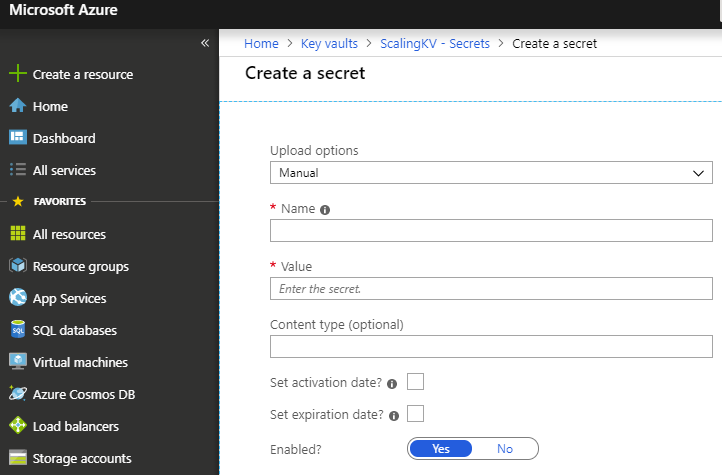 Microsoft Azure
«
Create a resource
Home
Dashboard
All services
FAVORITES
All resources
Resource groups
App Services
SQL databases
Virtual machines
Azure Cosmos DB
Load balancers
Storage accounts
Home > Key vaults > ScalingKV - Secrets > Create a secret
Create a secret
Upload options
Manual
* Name
* Value
Enter the secret.
Content type (optional)
Set activation date?
Set expiration date?
Enabled? Yes No